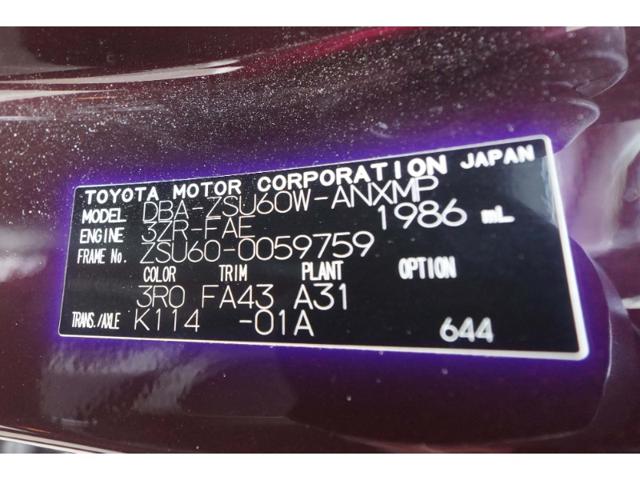 TOYOTA MOTOR CORPORATION JAPAN
MODEL DBA-ZSU60W-ANXMP
ENGINE 3ZR-FAE 1986 mL
FRAME No. ZSU60-0059759
COLOR TRIM PLANT OPTION
3R0 FA43 A31
TRANS./AXLE K114 -01A 644